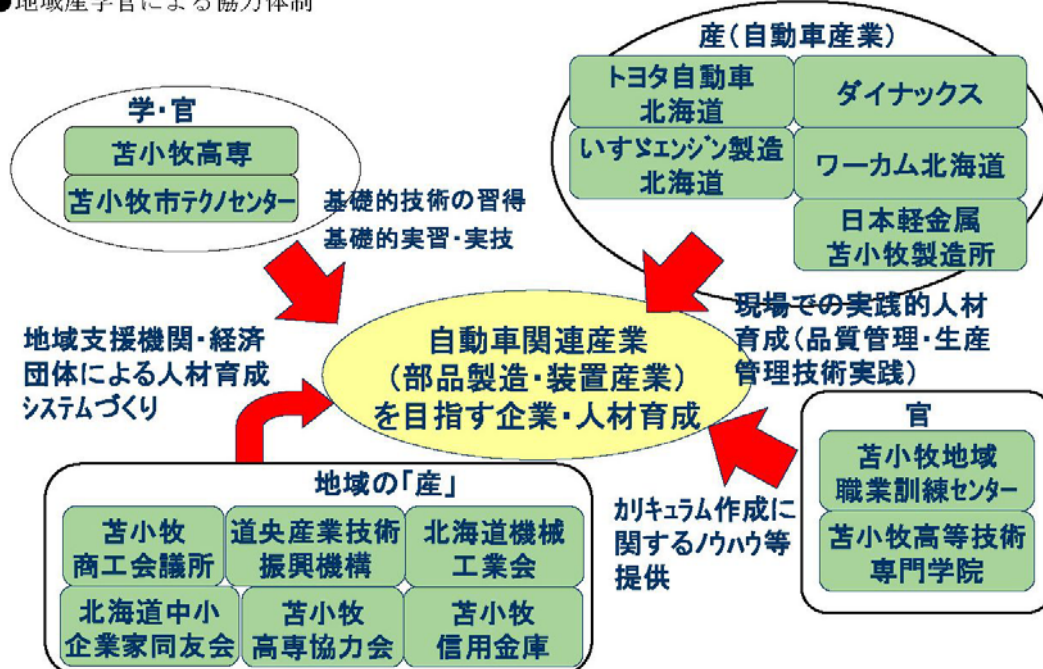 ●地域産学官による協力体制
産(自動車産業)
トヨタ自動車
北海道
ダイナックス
いすゞエンジン製造
北海道
ワーカム北海道
日本軽金属
苫小牧製造所
学・官
苫小牧高専
苫小牧市テクノセンター
基礎的技術の習得
基礎的実習・実技
地域支援機関・経済
団体による人材育成
システムづくり
自動車関連産業
(部品製造・装置産業)
を目指す企業・人材育成
現場での実践的人材
育成(品質管理・生産
管理技術実践)
地域の「産」
苫小牧
商工会議所
道央産業技術
振興機構
北海道機械
工業会
北海道中小
企業家同友会
苫小牧
高専協力会
苫小牧
信用金庫
カリキュラム作成に
関するノウハウ等
提供
官
苫小牧地域
職業訓練センター
苫小牧高等技術
専門学院